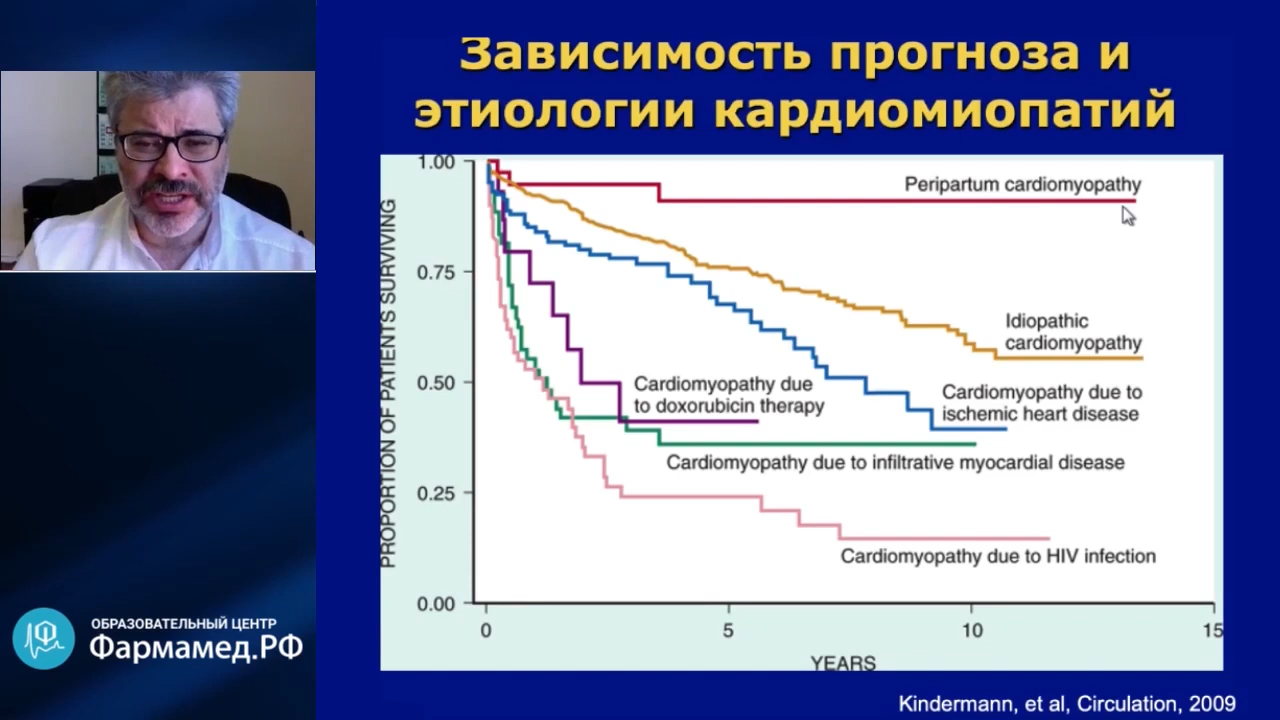 Зависимость прогноза и
этиологии кардиомиопатий
PROPORTION OF PATIENTS SURVIVING
1.00
0.75
0.50
0.25
0.00
Peripartum cardiomyopathy
Idiopathic
cardiomyopathy
Cardiomyopathy due
to doxorubicin therapy
Cardiomyopathy due to
ischemic heart disease
Cardiomyopathy due to infiltrative myocardial disease
Cardiomyopathy due to HIV infection
0 5 10 15
YEARS
Kindermann, et al, Circulation, 2009
ОБРАЗОВАТЕЛЬНЫЙ ЦЕНТР
Фармамед.РФ